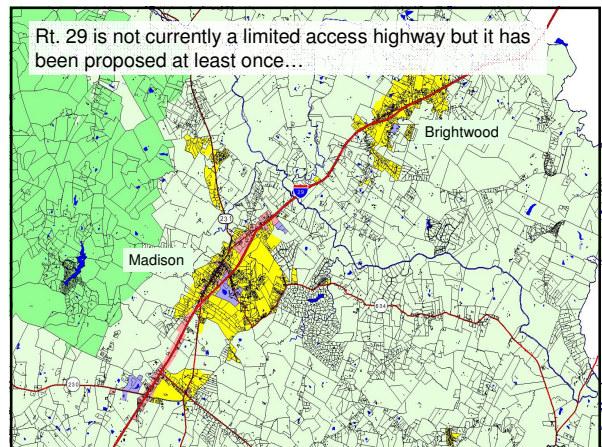 Rt. 29 is not currently a limited access highway but it has
been proposed at least once…
Brightwood
29
231
Madison
634
230